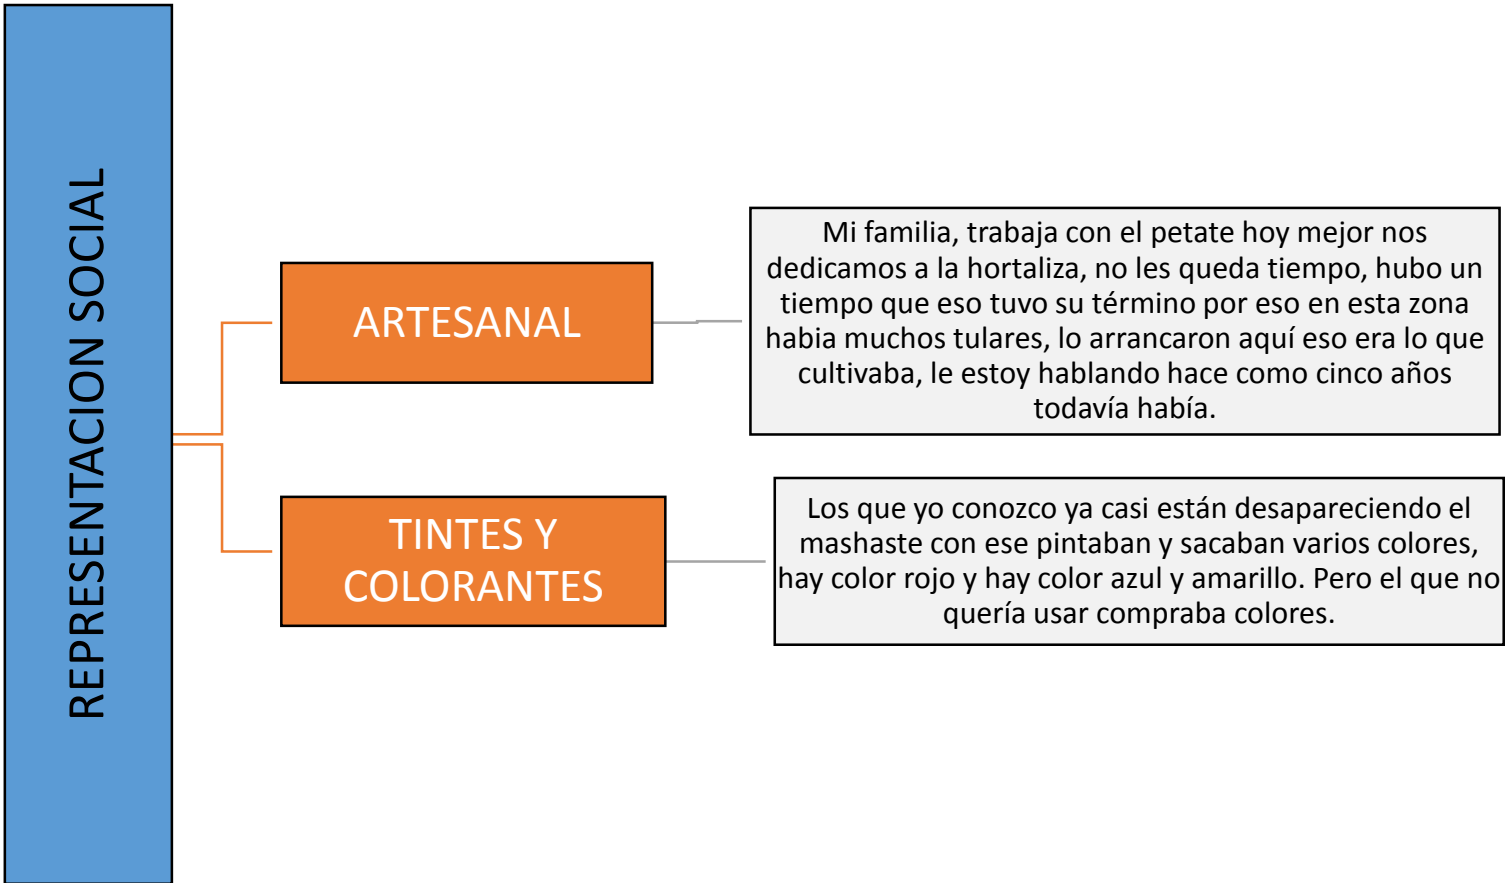 REPRESENTACION SOCIAL
ARTESANAL
Mi familia, trabaja con el petate hoy mejor nos
dedicamos a la hortaliza, no les queda tiempo, hubo un
tiempo que eso tuvo su término por eso en esta zona
habia muchos tulares, lo arrancaron aquí eso era lo que
cultivaba, le estoy hablando hace como cinco años
todavía había.
TINTES Y
COLORANTES
Los que yo conozco ya casi están desapareciendo el
mashaste con ese pintaban y sacaban varios colores,
hay color rojo y hay color azul y amarillo. Pero el que no
quería usar compraba colores.